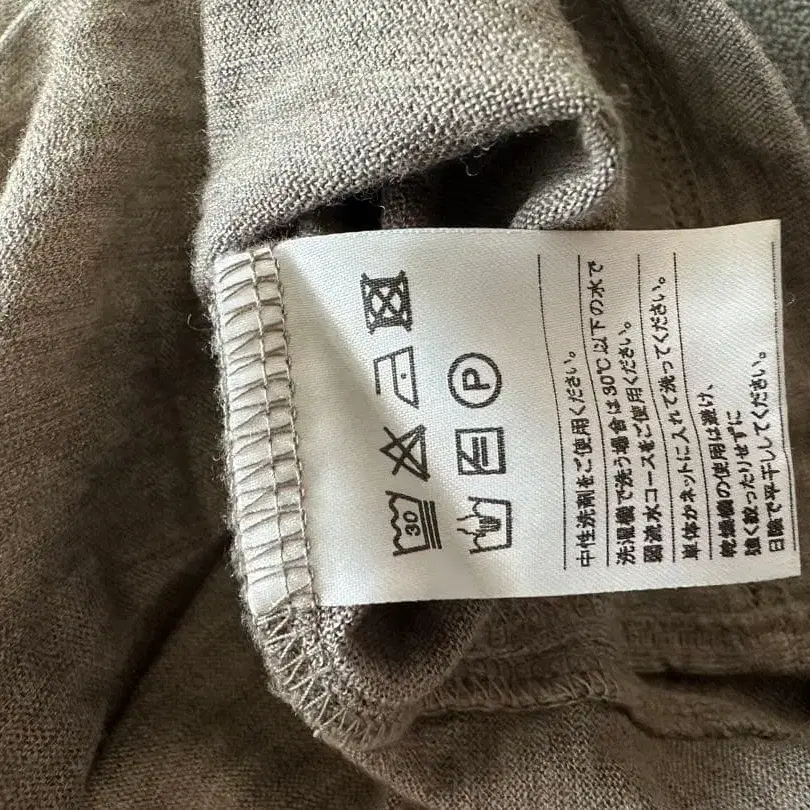 30
P
中性洗剤をご使用ください。
洗濯機で洗う場合は30℃以下の水で
弱流水コースをご使用ください。
単体かネットに入れて洗ってください。
乾燥機の使用は避け、
強く絞ったりせずに
日陰で平干ししてください。